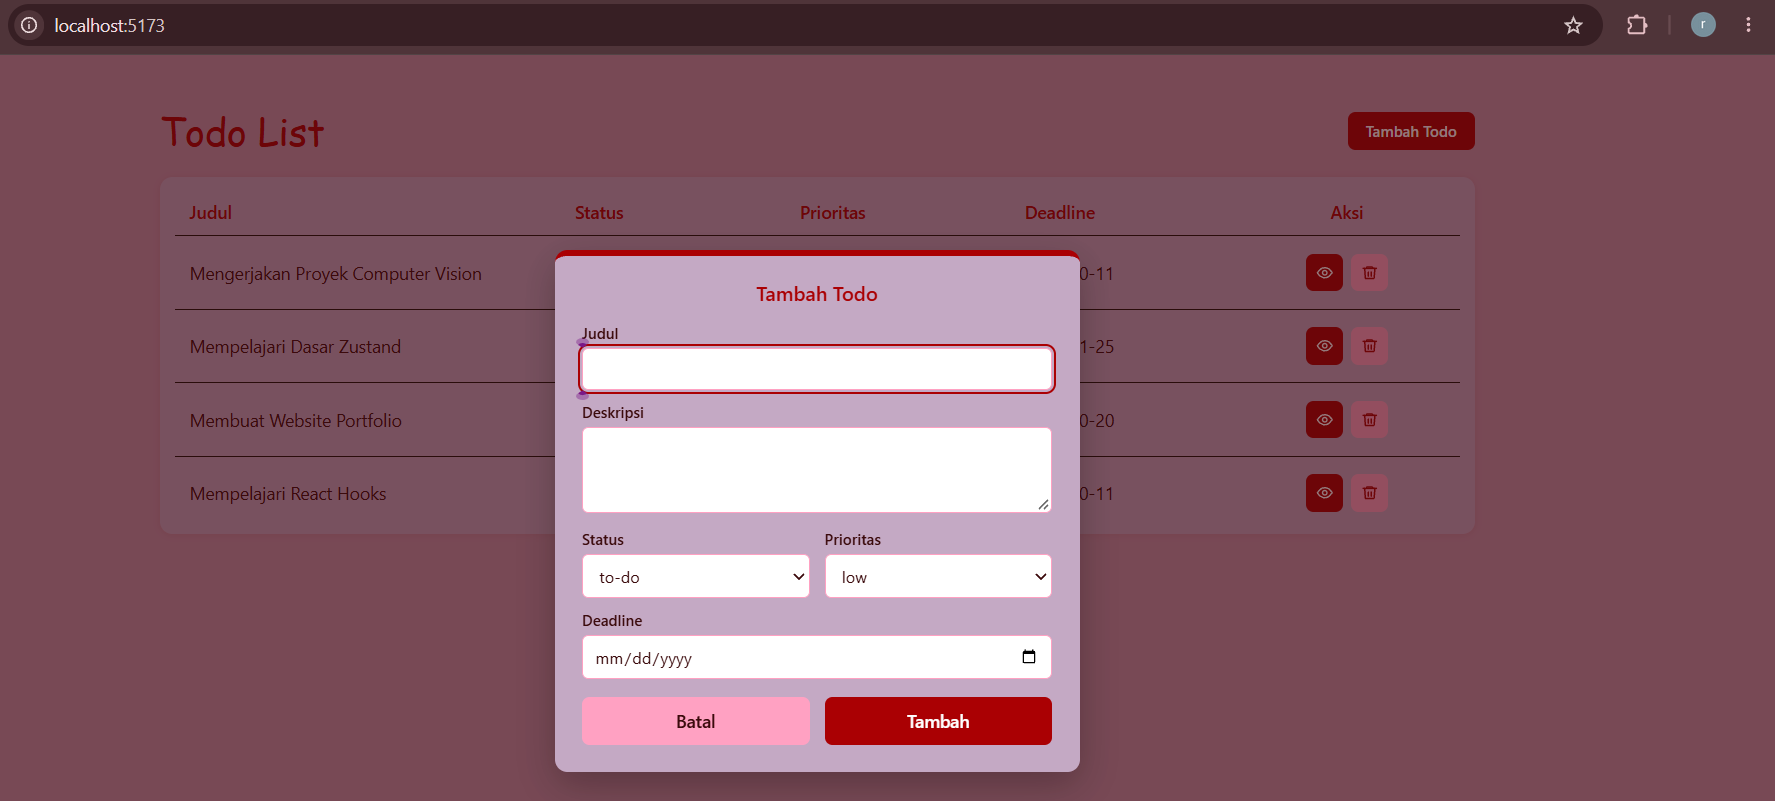 localhost:5173
r
Todo List
Tambah Todo
Judul Status Prioritas Deadline Aksi
Mengerjakan Proyek Computer Vision 0-11
Mempelajari Dasar Zustand 1-25
Membuat Website Portfolio 0-20
Mempelajari React Hooks 0-11
Tambah Todo
Judul
Deskripsi
Status Prioritas
to-do low
Deadline
mm/dd/yyyy
Batal Tambah